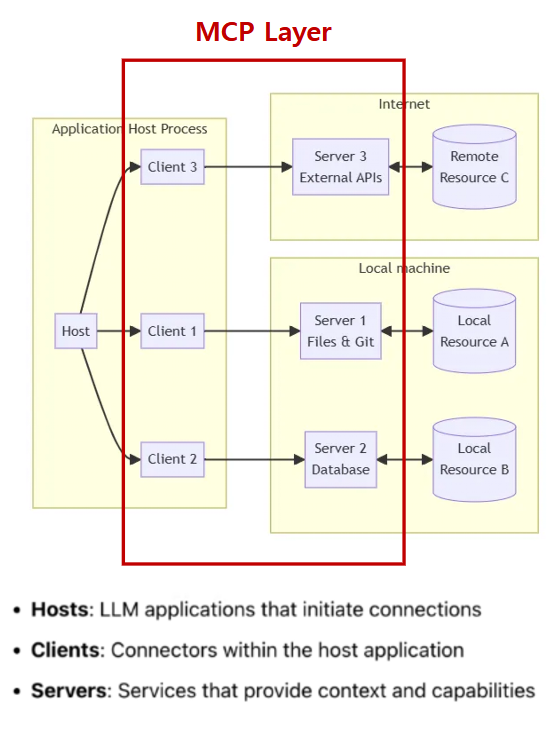 MCP Layer
Internet
Application Host Process
Client 3
Server 3
External APIs
Remote
Resource C
Local machine
Host
Client 1
Server 1
Files & Git
Local
Resource A
Client 2
Server 2
Database
Local
Resource B
• Hosts: LLM applications that initiate connections
• Clients: Connectors within the host application
• Servers: Services that provide context and capabilities